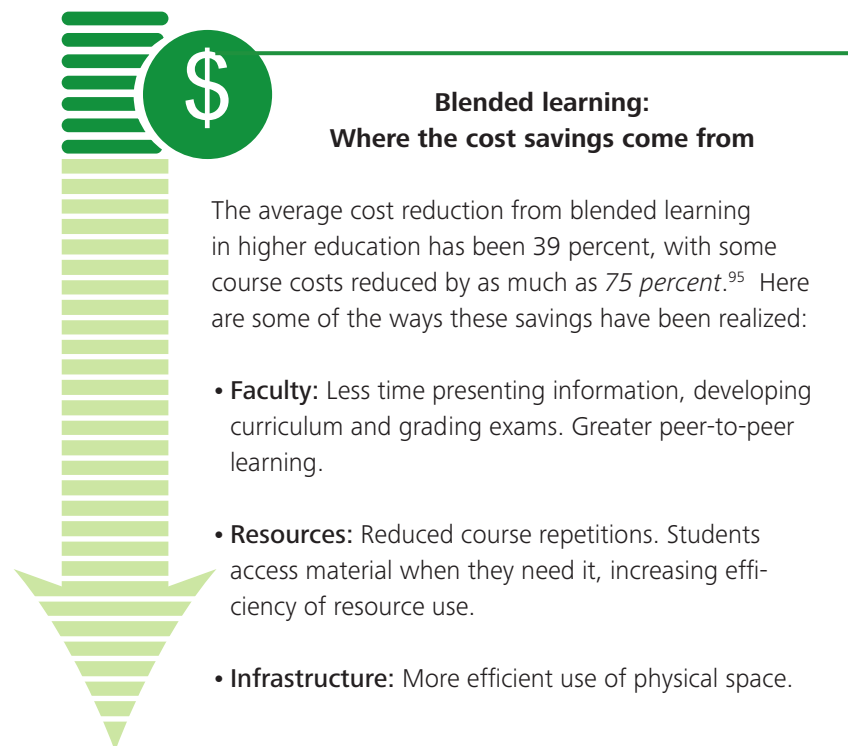 $
Blended learning:
Where the cost savings come from
The average cost reduction from blended learning
in higher education has been 39 percent, with some
course costs reduced by as much as 75 percent.95 Here
are some of the ways these savings have been realized:
• Faculty: Less time presenting information, developing
curriculum and grading exams. Greater peer-to-peer
learning.
• Resources: Reduced course repetitions. Students
access material when they need it, increasing effi-
ciency of resource use.
• Infrastructure: More efficient use of physical space.